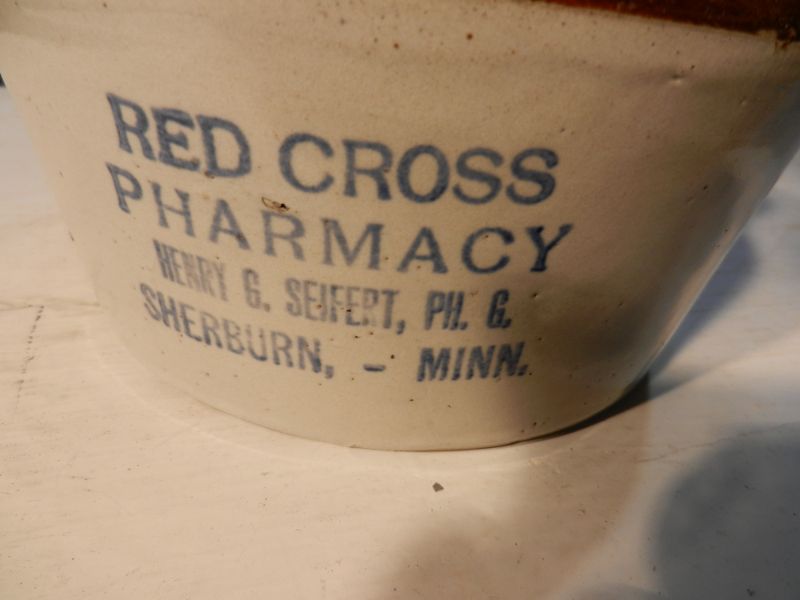 RED CROSS
PHARMACY
HENRY G. SEIFERT, PH. G.
SHERBURN, - MINN.